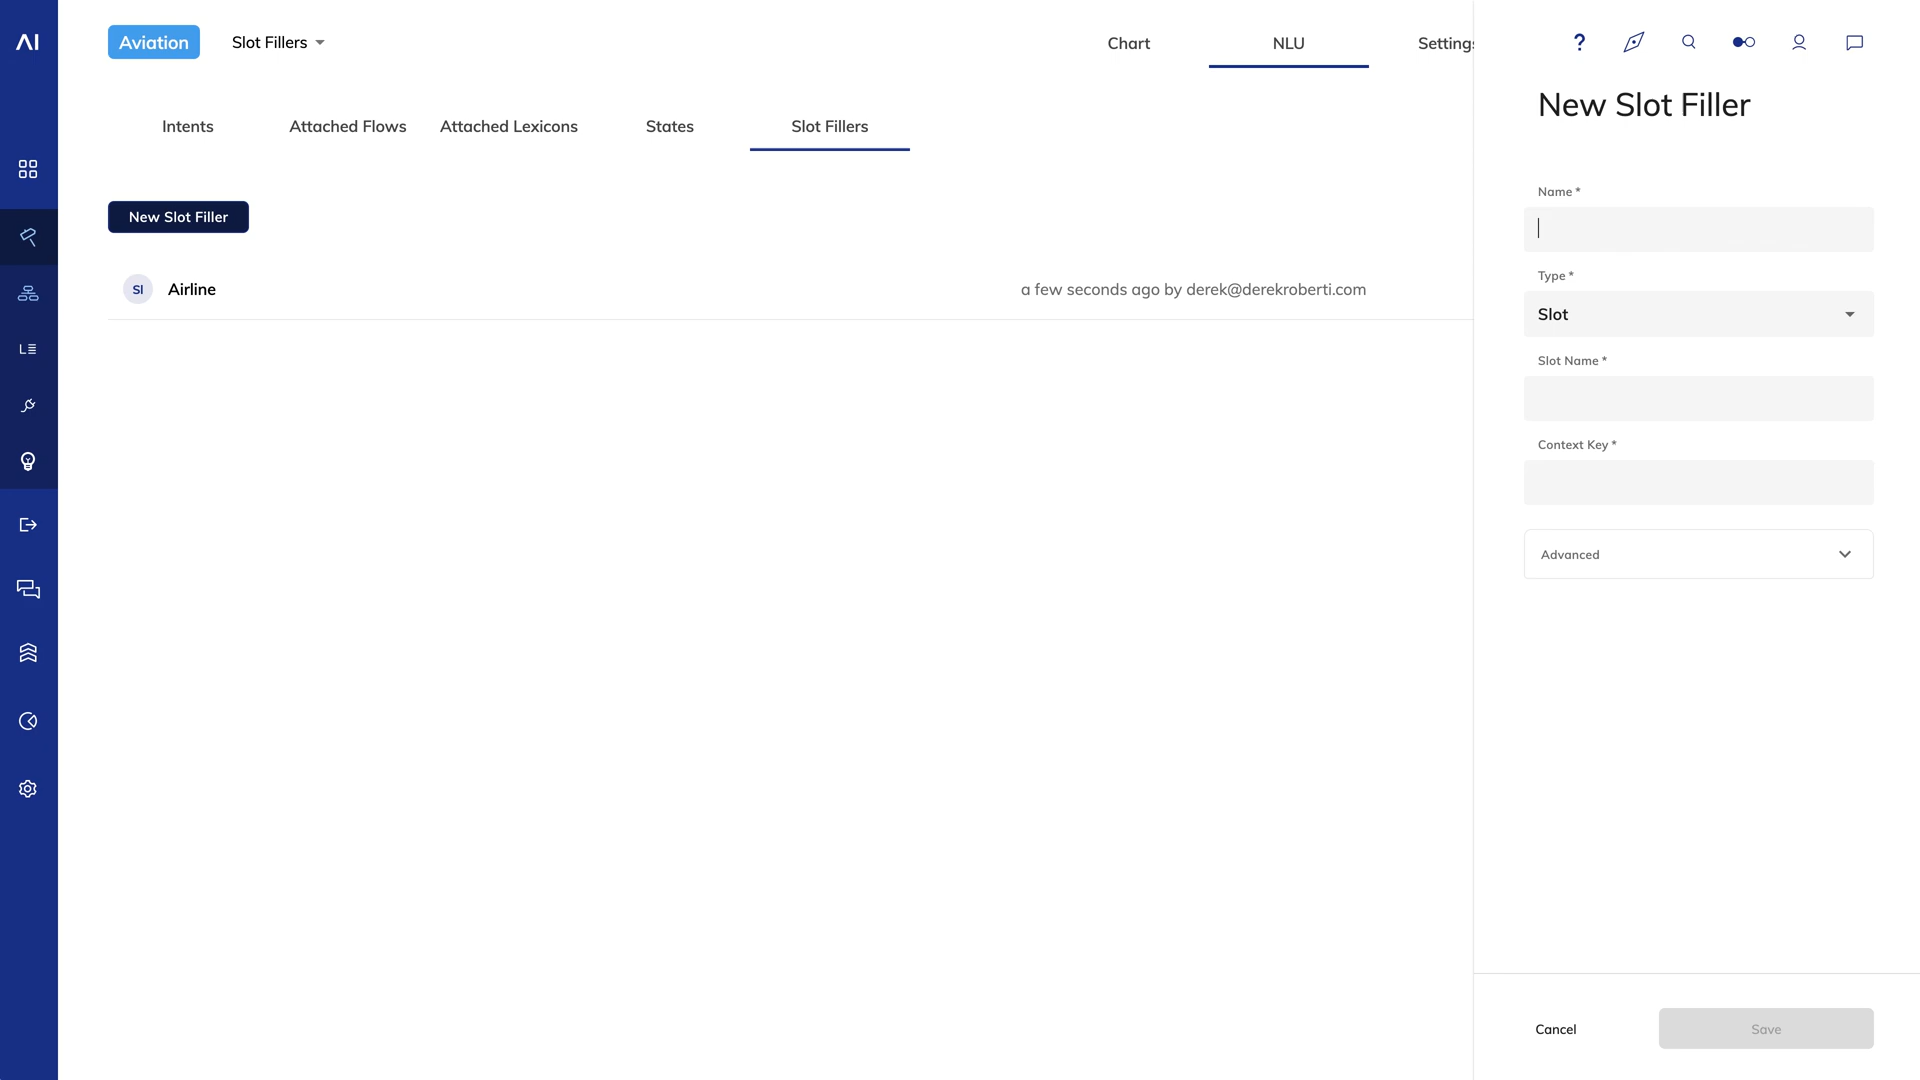 AI
Aviation
Slot Fillers
Chart
NLU
Settings
?
New Slot Filler
Intents
Attached Flows
Attached Lexicons
States
Slot Fillers
New Slot Filler
SI
Airline
a few seconds ago by derek@derekroberti.com
Name *
Type *
Slot
Slot Name *
Context Key *
Advanced
Cancel
Save
L